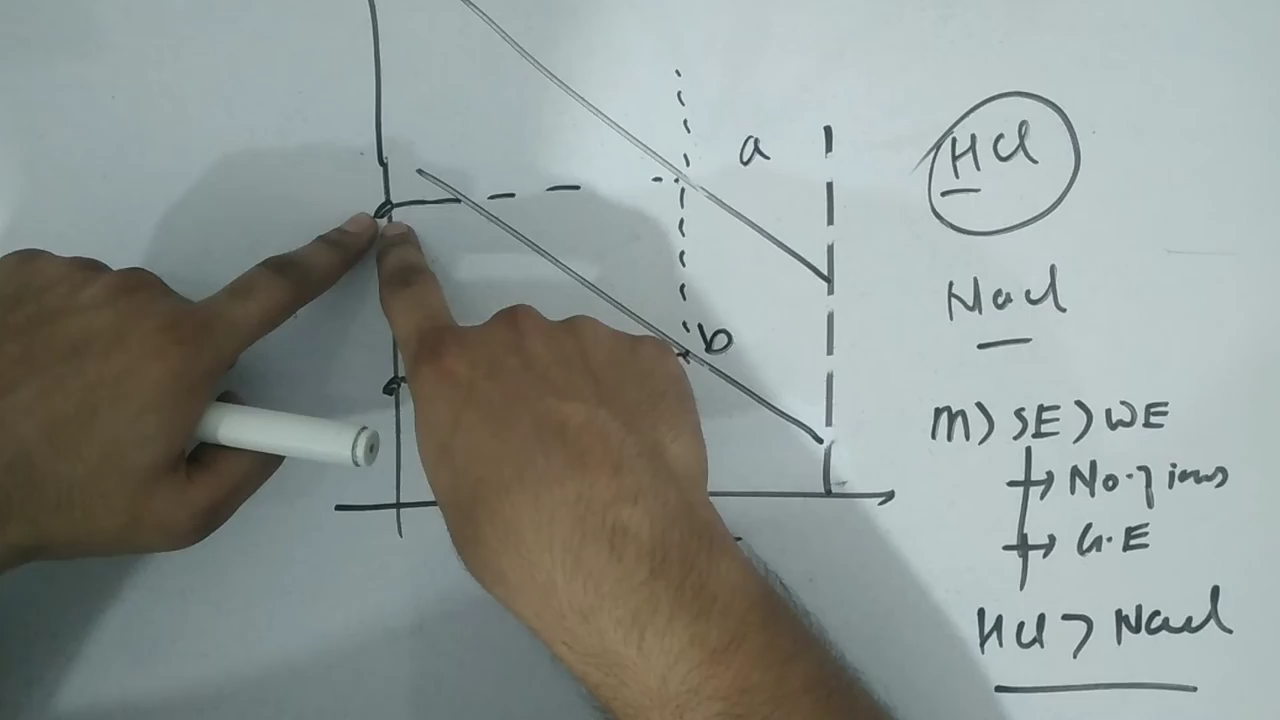 a
b
HCl
NaCl
M > SE > WE
→ No. of ions
→ G.E
HCl > NaCl